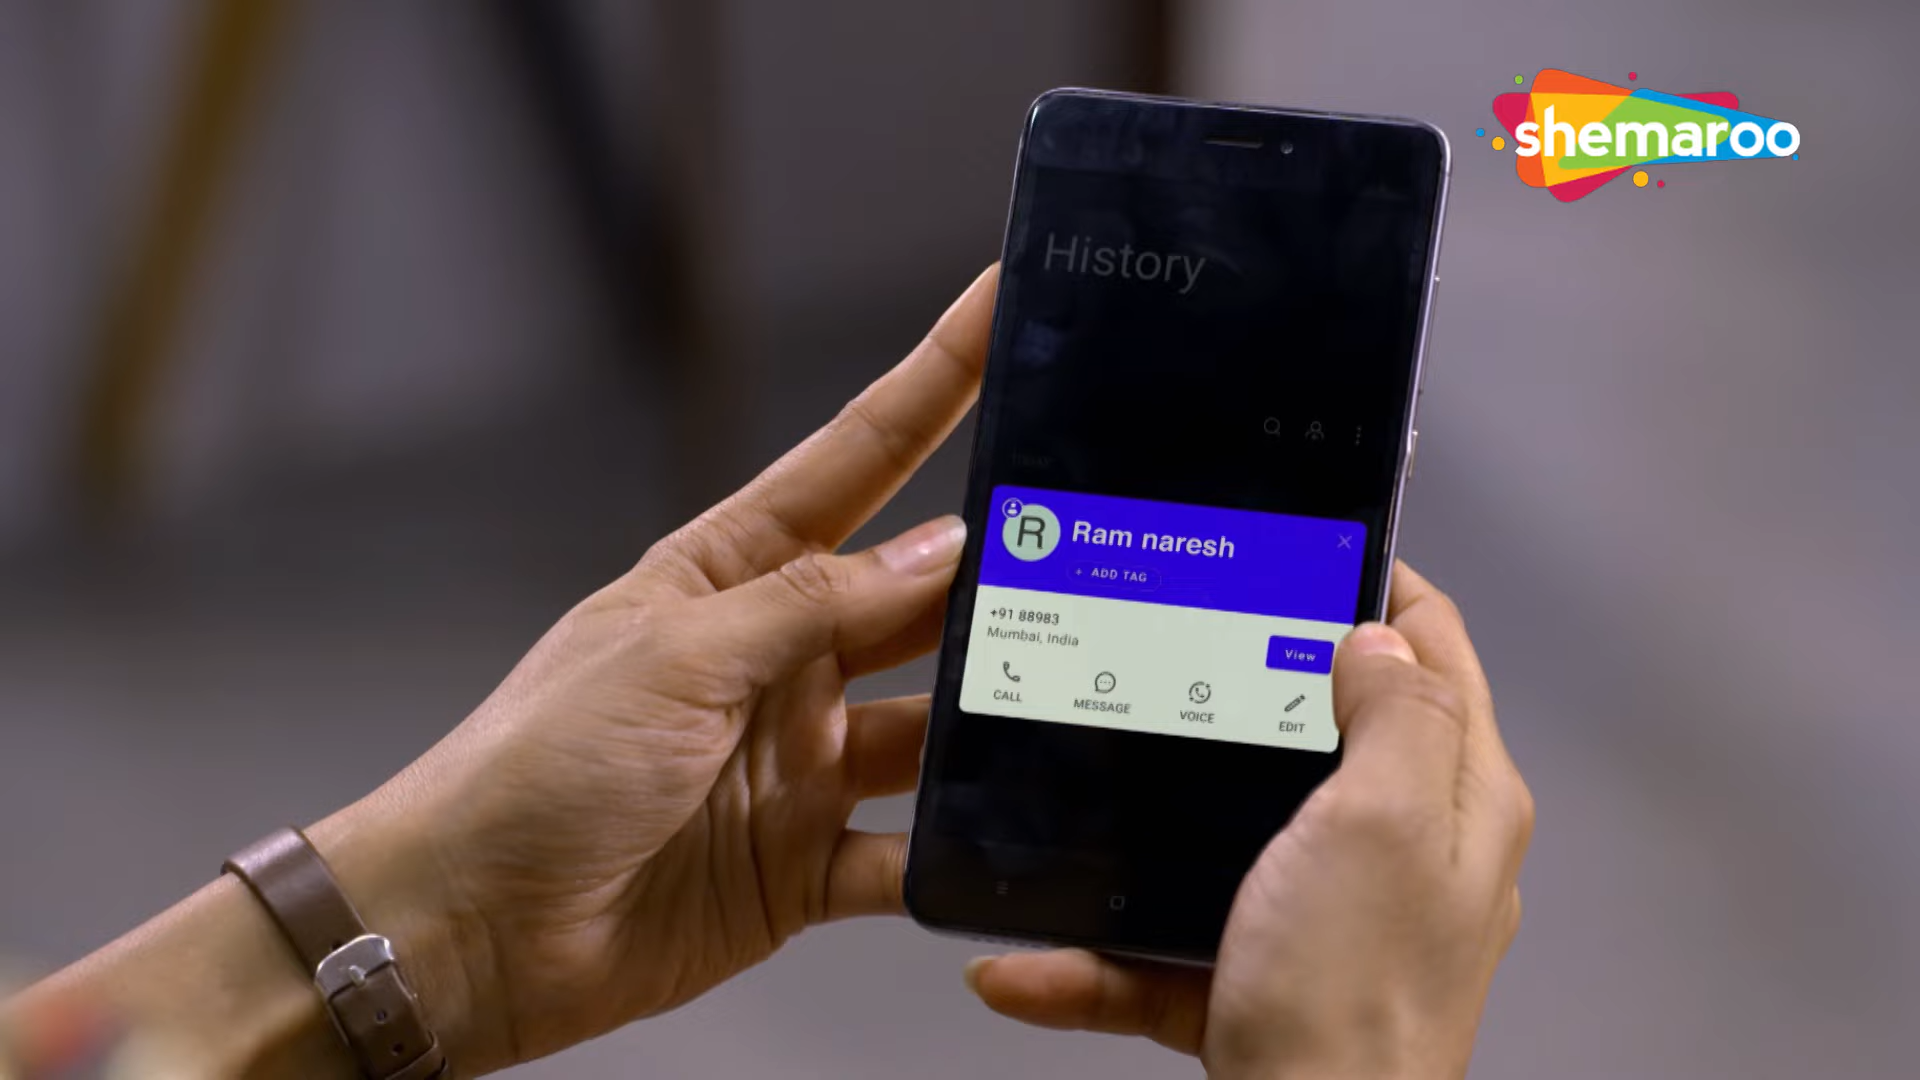 shemaroo
History
R
Ram naresh
+ ADD TAG
+91 88983
Mumbai, India
View
CALL
MESSAGE
VOICE
EDIT